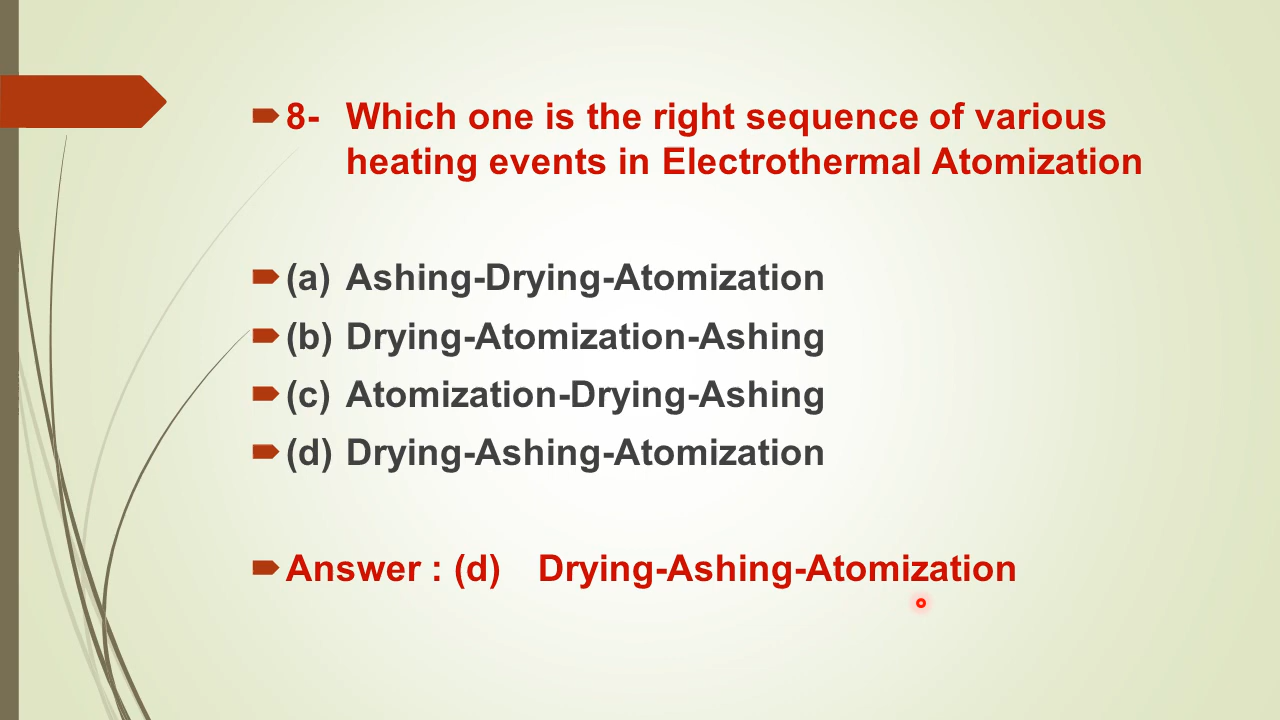 8- Which one is the right sequence of various
heating events in Electrothermal Atomization
(a) Ashing-Drying-Atomization
(b) Drying-Atomization-Ashing
(c) Atomization-Drying-Ashing
(d) Drying-Ashing-Atomization
Answer : (d) Drying-Ashing-Atomization